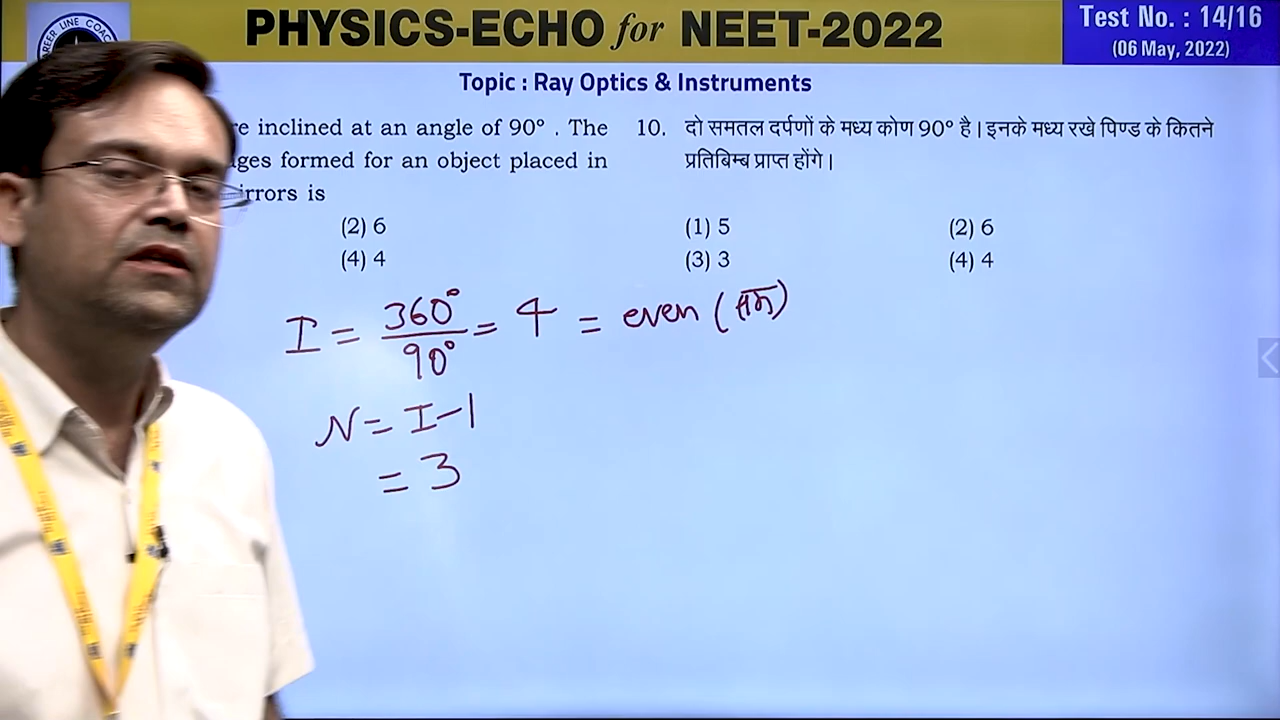 PHYSICS-ECHO for NEET-2022
Test No. : 14/16
(06 May, 2022)
LINE COAC
Topic : Ray Optics & Instruments
re inclined at an angle of 90° . The
ges formed for an object placed in
irrors is
(2) 6
(4) 4
10. दो समतल दर्पणों के मध्य कोण 90° है। इनके मध्य रखे पिण्ड के कितने
प्रतिबिम्ब प्राप्त होंगे।
(1) 5 (2) 6
(3) 3 (4) 4
I = 360°/90° = 4 = even (सम)
N = I-1
= 3